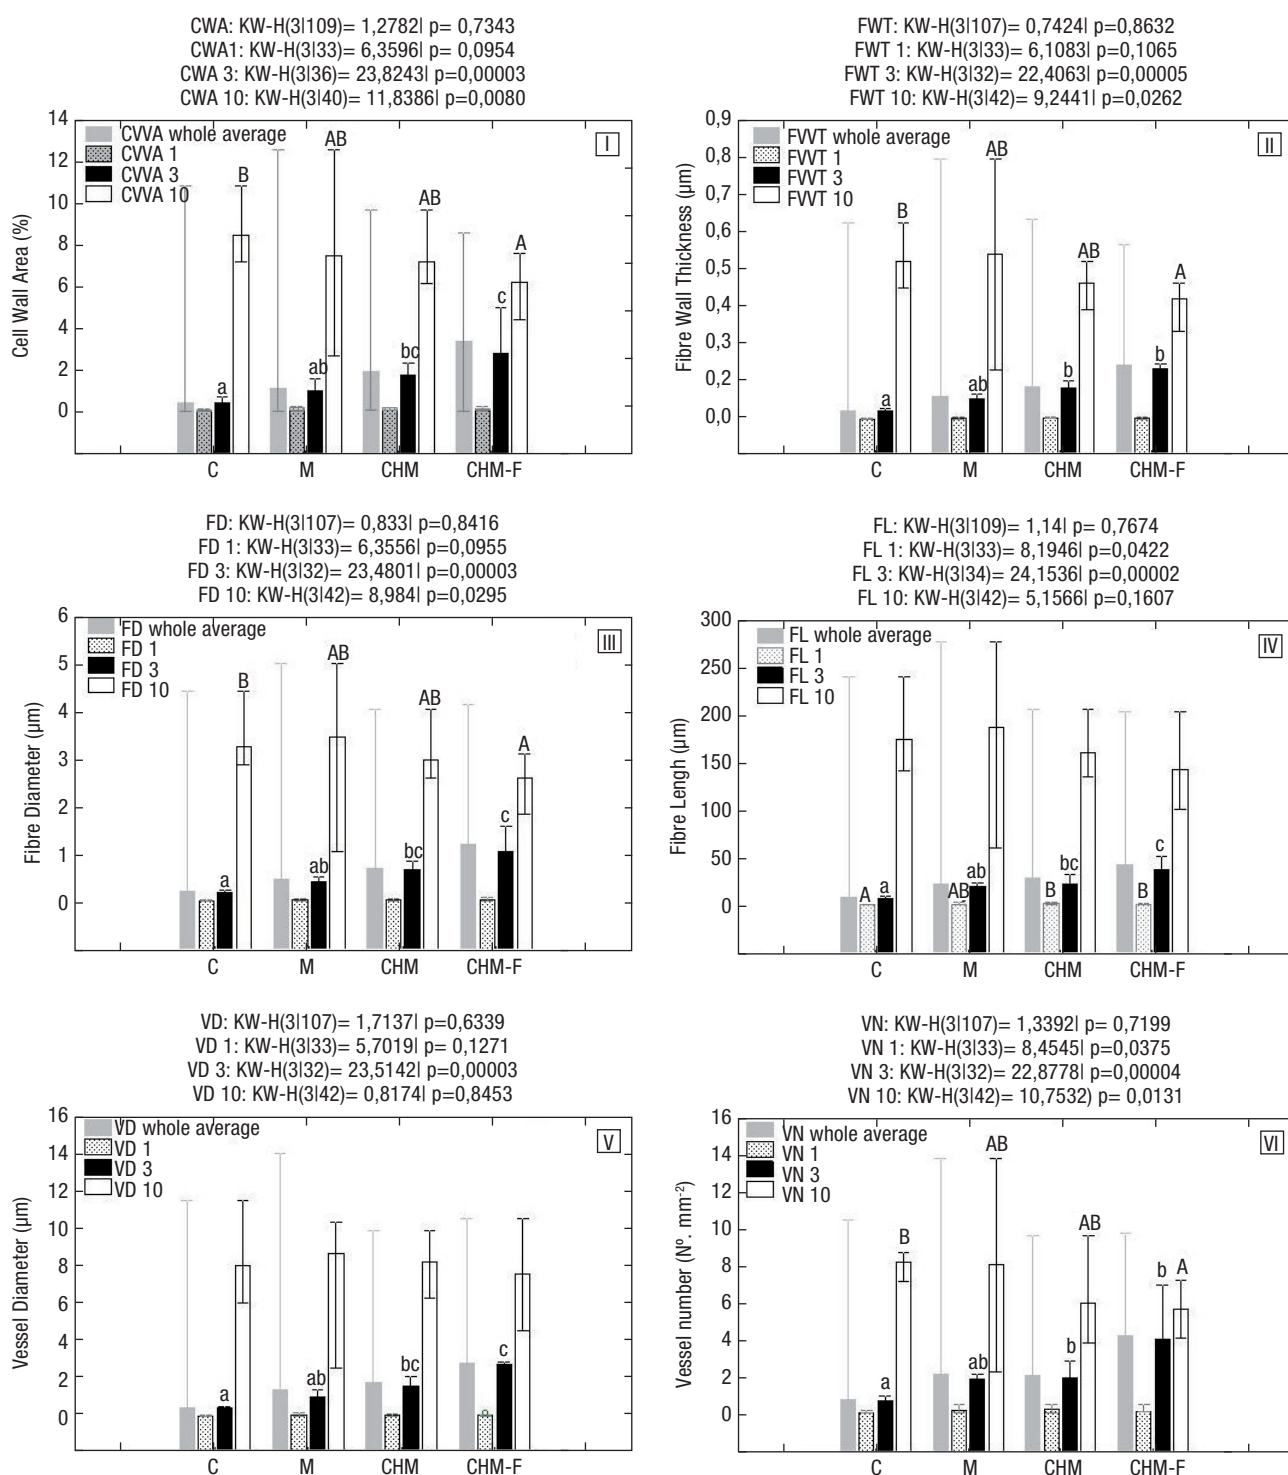 CWA: KW-H(3|109)= 1,2782| p= 0,7343
CWA1: KW-H(3|33)= 6,3596| p= 0,0954
CWA 3: KW-H(3|36)= 23,8243| p=0,00003
CWA 10: KW-H(3|40)= 11,8386| p=0,0080
14
12
10
8
6
4
2
0
Cell Wall Area (%)
CVVA whole average
CVVA 1
CVVA 3
CVVA 10
I
a
B
ab
AB
bc
AB
c
A
C M CHM CHM-F
FWT: KW-H(3|107)= 0,7424| p=0,8632
FWT 1: KW-H(3|33)= 6,1083| p=0,1065
FWT 3: KW-H(3|32)= 22,4063| p=0,00005
FWT 10: KW-H(3|42)= 9,2441| p=0,0262
0,9
0,8
0,7
0,6
0,5
0,4
0,3
0,2
0,0
Fibre Wall Thickness (µm)
FVVT whole average
FVVT 1
FVVT 3
FVVT 10
II
a
B
ab
AB
b
AB
b
A
C M CHM CHM-F
FD: KW-H(3|107)= 0,833| p=0,8416
FD 1: KW-H(3|33)= 6,3556| p=0,0955
FD 3: KW-H(3|32)= 23,4801| p=0,00003
FD 10: KW-H(3|42)= 8,984| p=0,0295
6
5
4
3
2
1
0
Fibre Diameter (µm)
FD whole average
FD 1
FD 3
FD 10
III
a
B
ab
AB
bc
AB
c
A
C M CHM CHM-F
FL: KW-H(3|109)= 1,14| p= 0,7674
FL 1: KW-H(3|33)= 8,1946| p=0,0422
FL 3: KW-H(3|34)= 24,1536| p=0,00002
FL 10: KW-H(3|42)= 5,1566| p=0,1607
300
250
200
150
100
50
0
Fibre Lengh (µm)
FL whole average
FL 1
FL 3
FL 10
IV
A
a
AB
ab
B
bc
B
c
C M CHM CHM-F
VD: KW-H(3|107)= 1,7137| p=0,6339
VD 1: KW-H(3|33)= 5,7019| p= 0,1271
VD 3: KW-H(3|32)= 23,5142| p=0,00003
VD 10: KW-H(3|42)= 0,8174| p=0,8453
16
14
12
10
8
6
4
2
0
Vessel Diameter (µm)
VD whole average
VD 1
VD 3
VD 10
V
a
ab
bc
c
C M CHM CHM-F
VN: KW-H(3|107)= 1,3392| p= 0,7199
VN 1: KW-H(3|33)= 8,4545| p=0,0375
VN 3: KW-H(3|32)= 22,8778| p=0,00004
VN 10: KW-H(3|42)= 10,7532) p= 0,0131
16
14
12
10
8
6
4
2
0
Vessel number (Nº. mm⁻²)
VN whole average
VN 1
VN 3
VN 10
VI
a
B
ab
AB
b
AB
b
A
C M CHM CHM-F